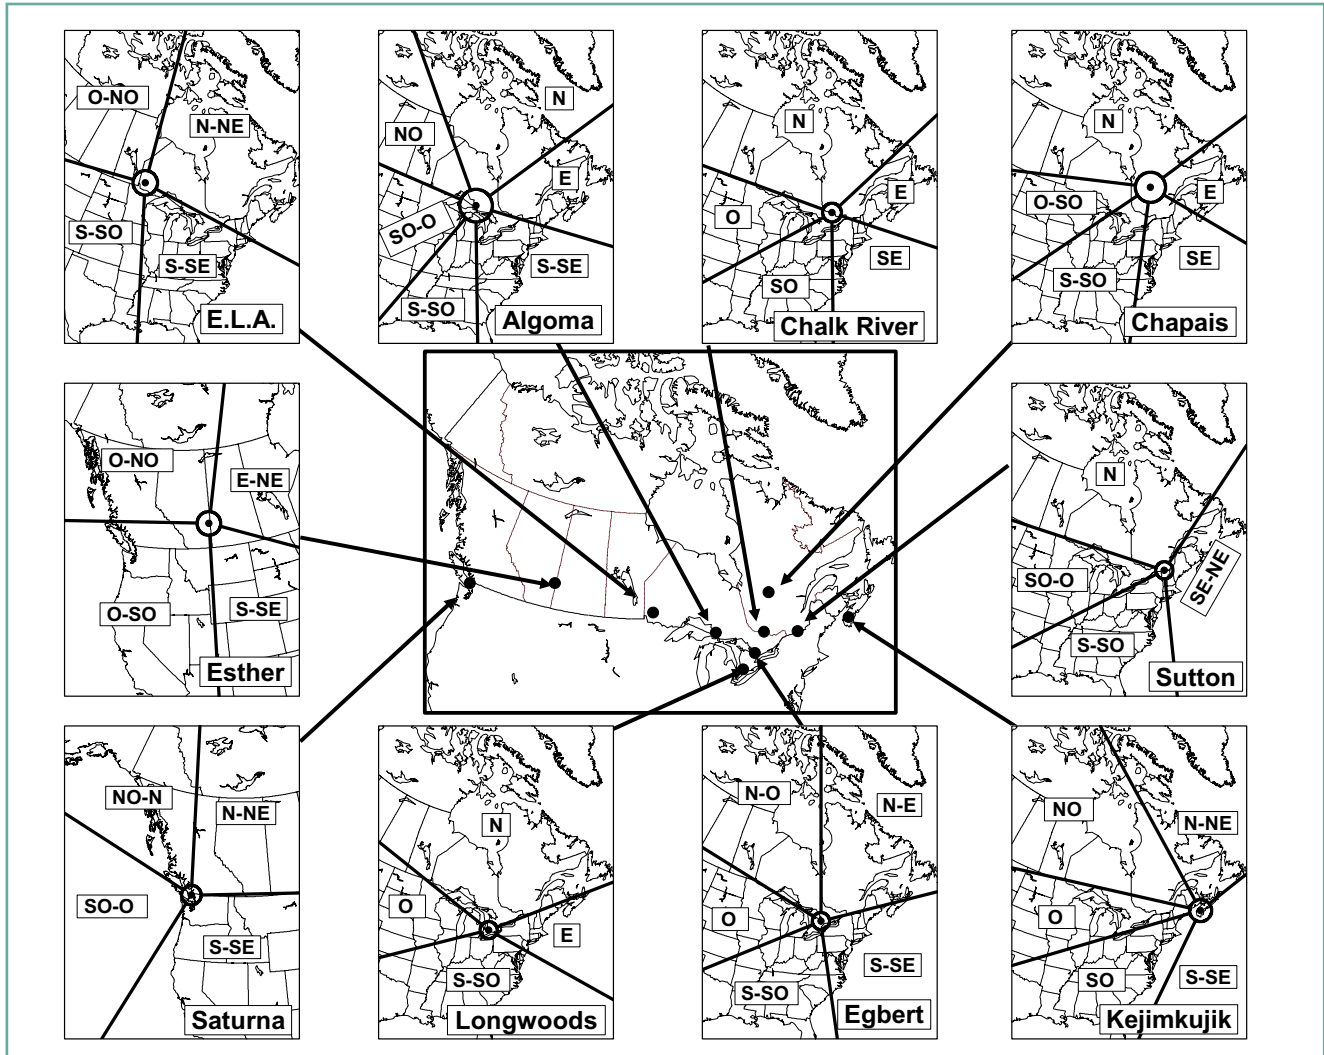 O-NO
N-NE
S-SO
S-SE
E.L.A.
N
NO
E
SO-O
S-SE
S-SO
Algoma
N
O
E
SE
SO
Chalk River
N
O-SO
E
S-SO
SE
Chapais
O-NO
E-NE
O-SO
S-SE
Esther
N
SO-O
SE-NE
S-SO
Sutton
NO-N
N-NE
SO-O
S-SE
Saturna
N
O
E
S-SO
Longwoods
N-O
N-E
O
S-SE
S-SO
Egbert
NO
N-NE
O
SO
S-SE
Kejimkujik